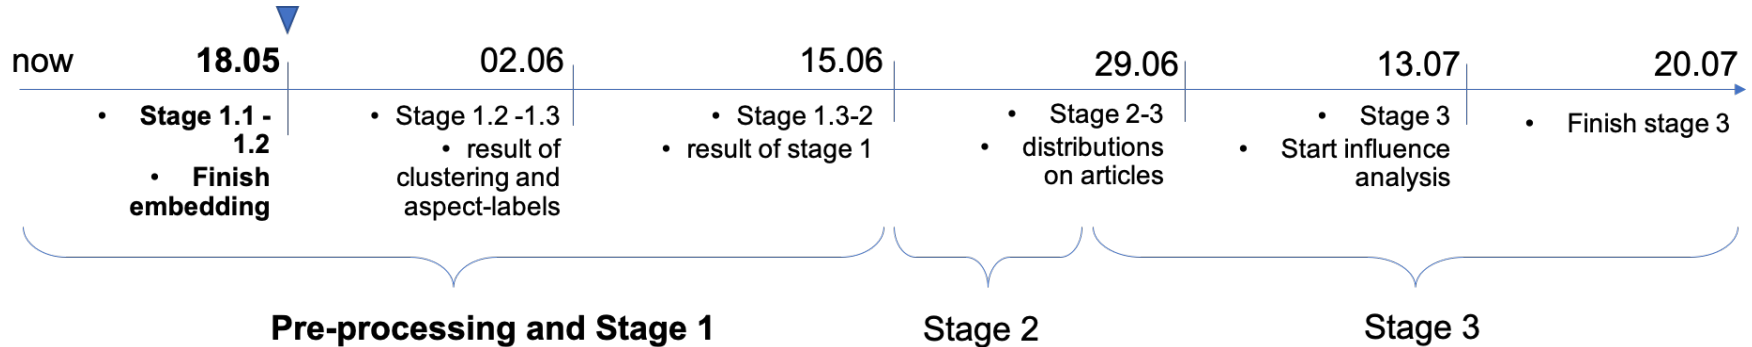 now
18.05
02.06
15.06
29.06
13.07
20.07
• Stage 1.1 -
1.2
• Finish
embedding
• Stage 1.2 -1.3
• result of
clustering and
aspect-labels
• Stage 1.3-2
• result of stage 1
• Stage 2-3
• distributions
on articles
• Stage 3
• Start influence
analysis
• Finish stage 3
Pre-processing and Stage 1
Stage 2
Stage 3